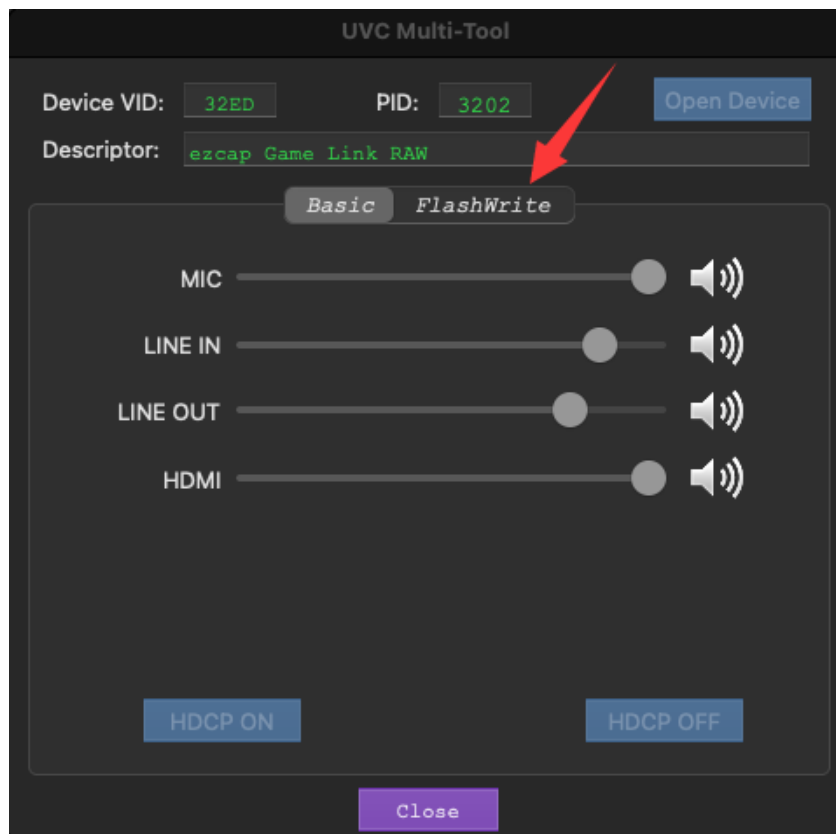 UVC Multi-Tool
Device VID: 32ED PID: 3202 Open Device
Descriptor: ezcap Game Link RAW
Basic FlashWrite
MIC
LINE IN
LINE OUT
HDMI
HDCP ON HDCP OFF
Close